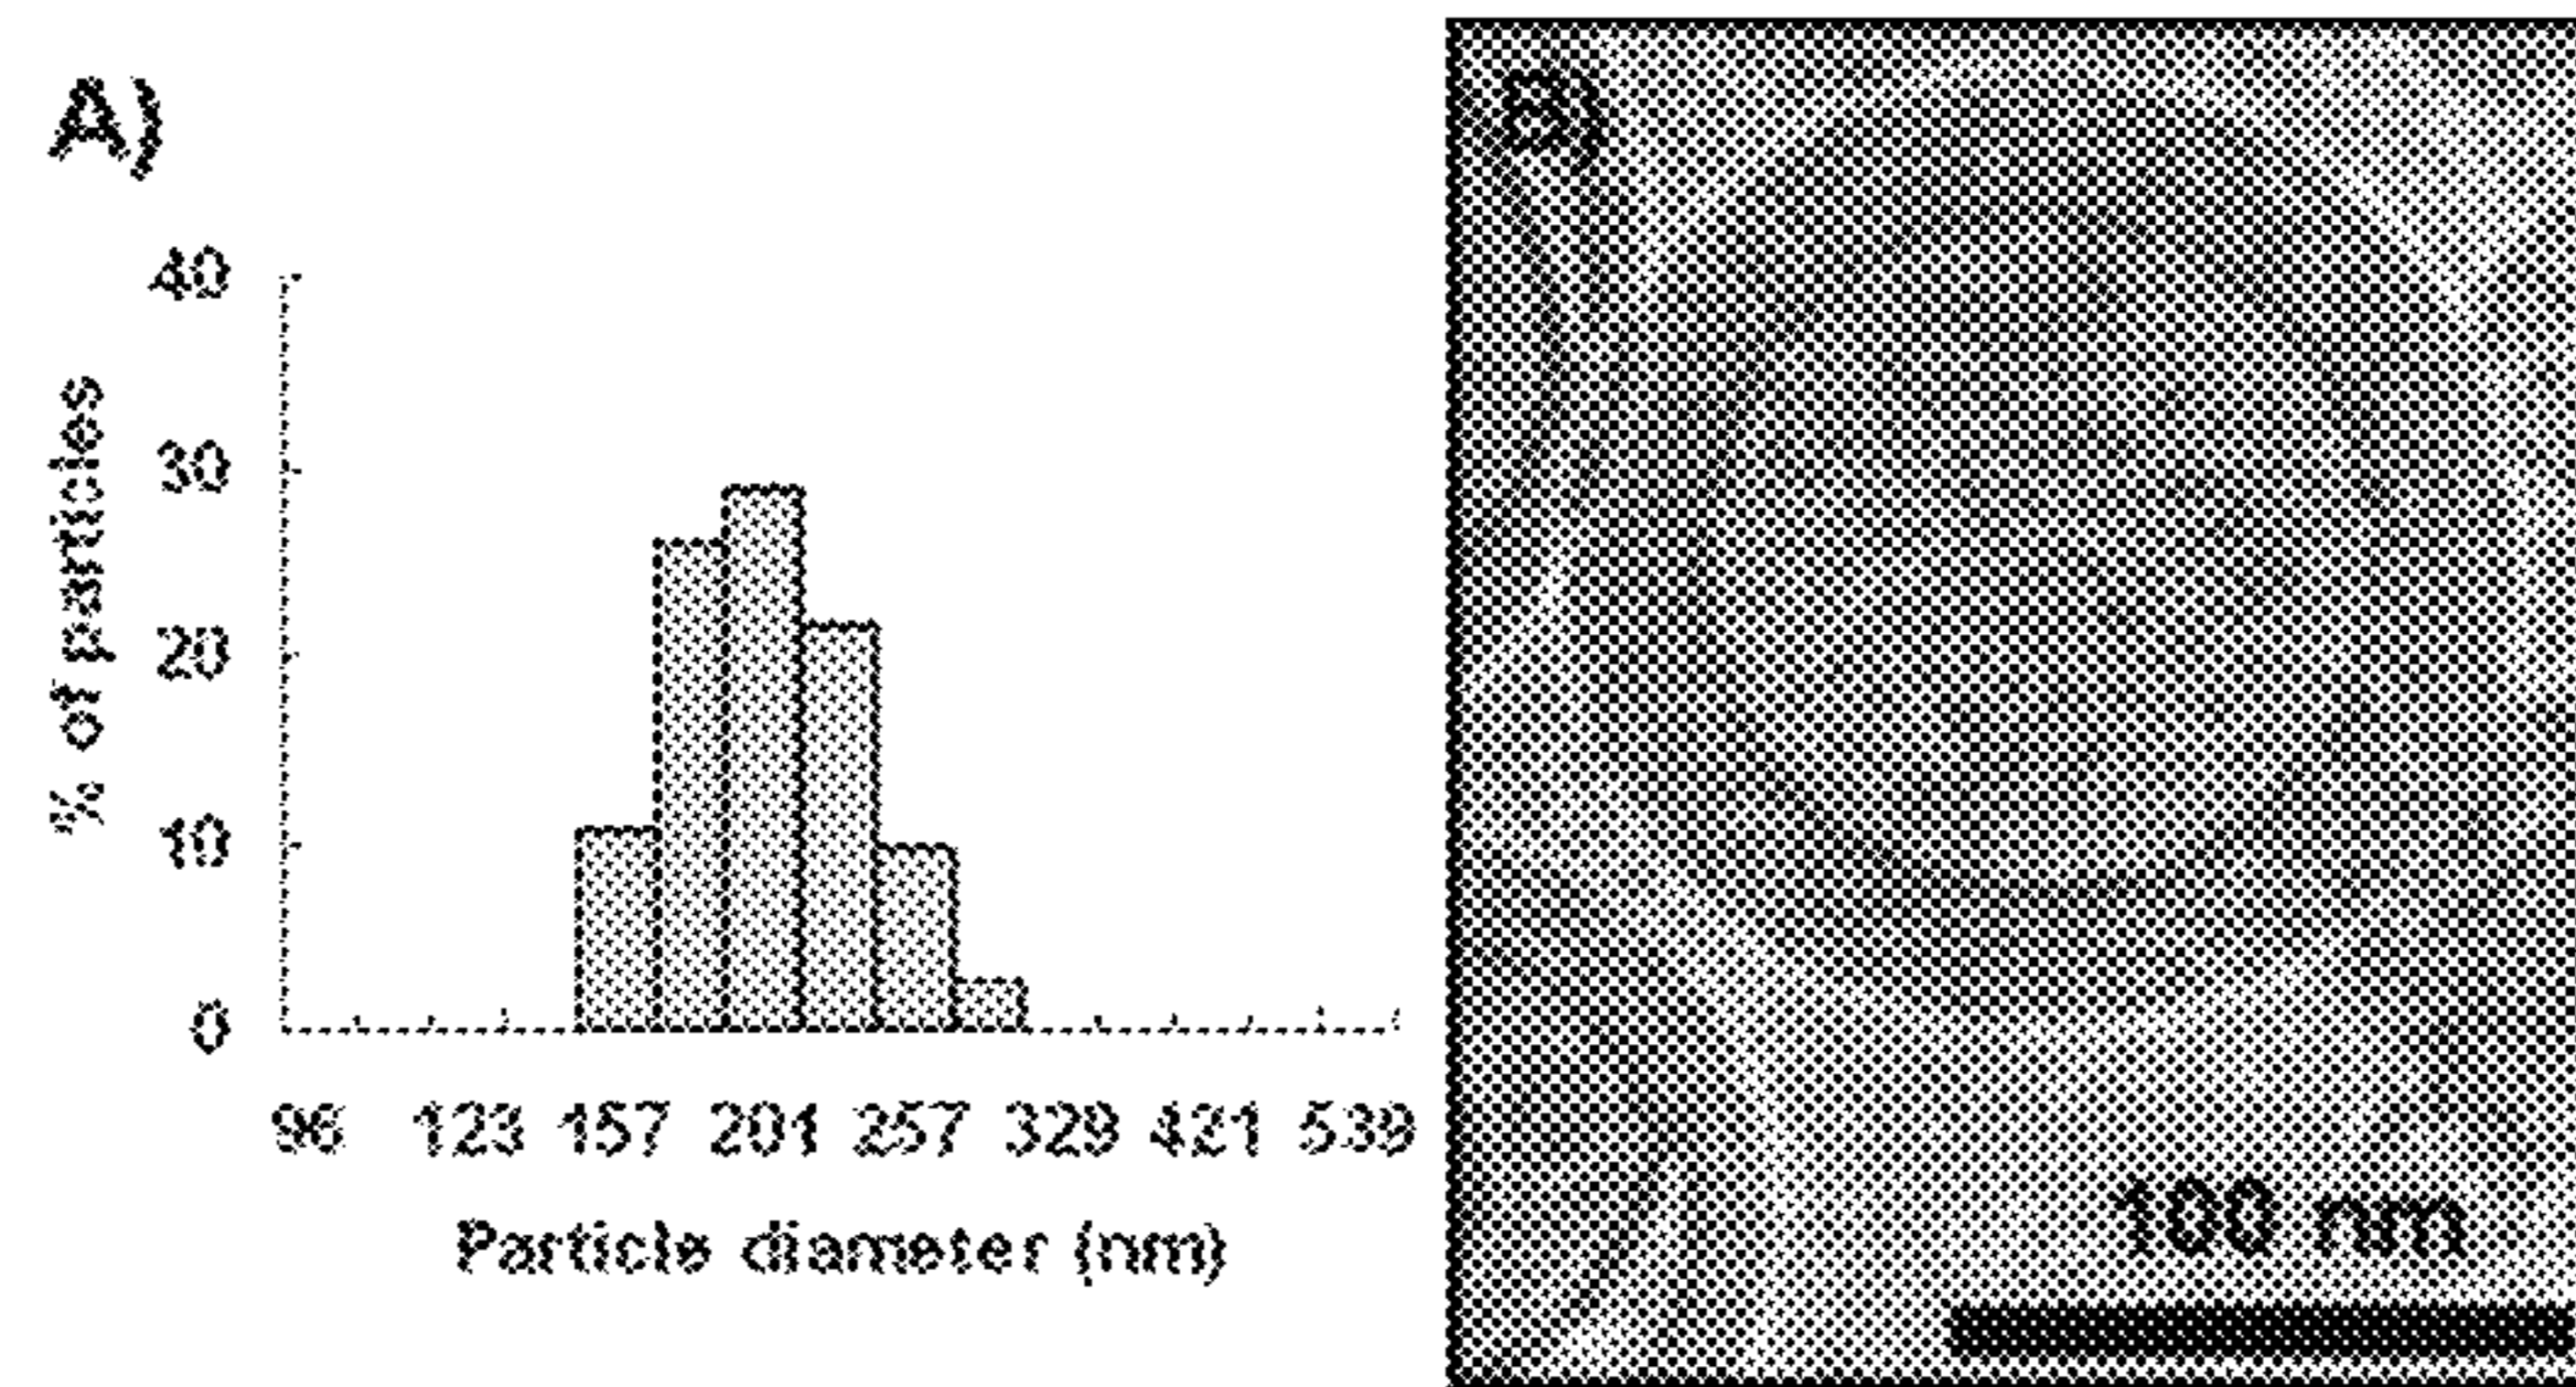 A)
40
30
20
10
0
% of particles
96 123 157 201 257 329 421 539
Particle diameter (nm)
B)
100 nm